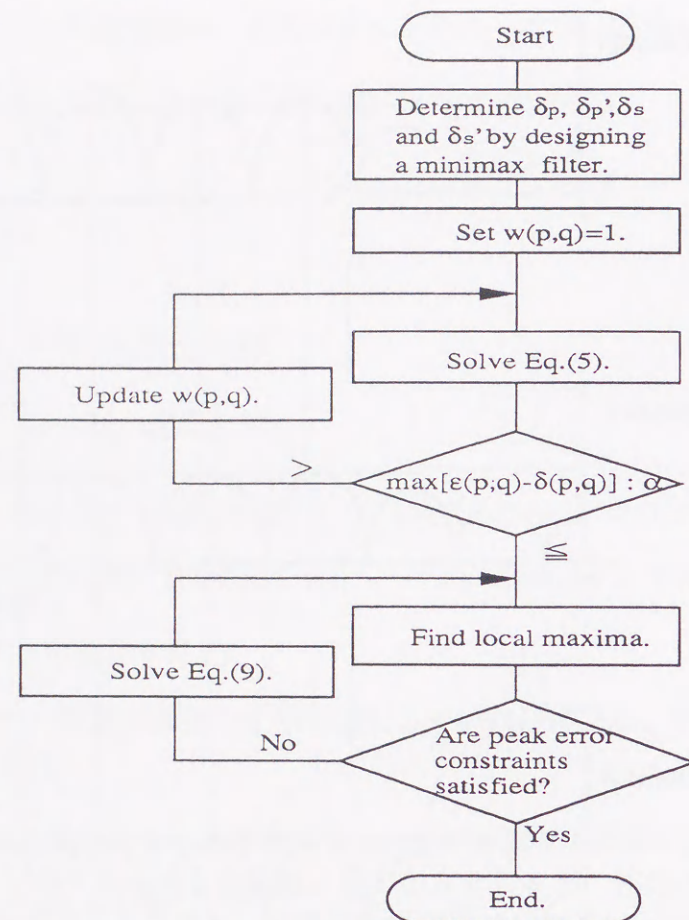 Start
Determine δp, δp',δs
and δs' by designing
a minimax filter.
Set w(p,q)=1.
Solve Eq.(5).
Update w(p,q).
>
max[ε(p;q)-δ(p,q)] : α
≦
Find local maxima.
Solve Eq.(9).
No
Are peak error
constraints
satisfied?
Yes
End.